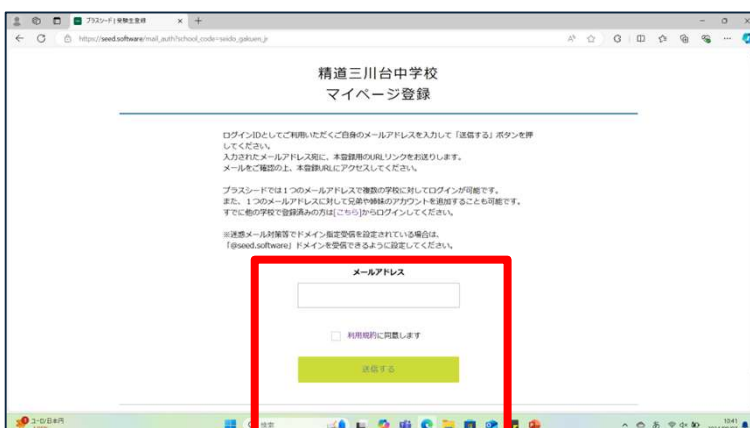 プラスシード | 受験生登録
https://seed.software/mail_auth?school_code=seido_gakuen_jr
精道三川台中学校
マイページ登録
ログインIDとしてご利用いただくご自身のメールアドレスを入力して「送信する」ボタンを押
してください。
入力されたメールアドレス宛に、本登録用のURLリンクをお送りします。
メールをご確認の上、本登録URLにアクセスしてください。
プラスシードでは1つのメールアドレスで複数の学校に対してログインが可能です。
また、1つのメールアドレスに対して兄弟や姉妹のアカウントを追加することも可能です。
すでに他の学校で登録済みの方は[こちら]からログインしてください。
※迷惑メール対策等でドメイン指定受信を設定されている場合は、
「@seed.software」ドメインを受信できるように設定してください。
メールアドレス
利用規約に同意します
送信する
ユーロ/日本円
検索
13:41